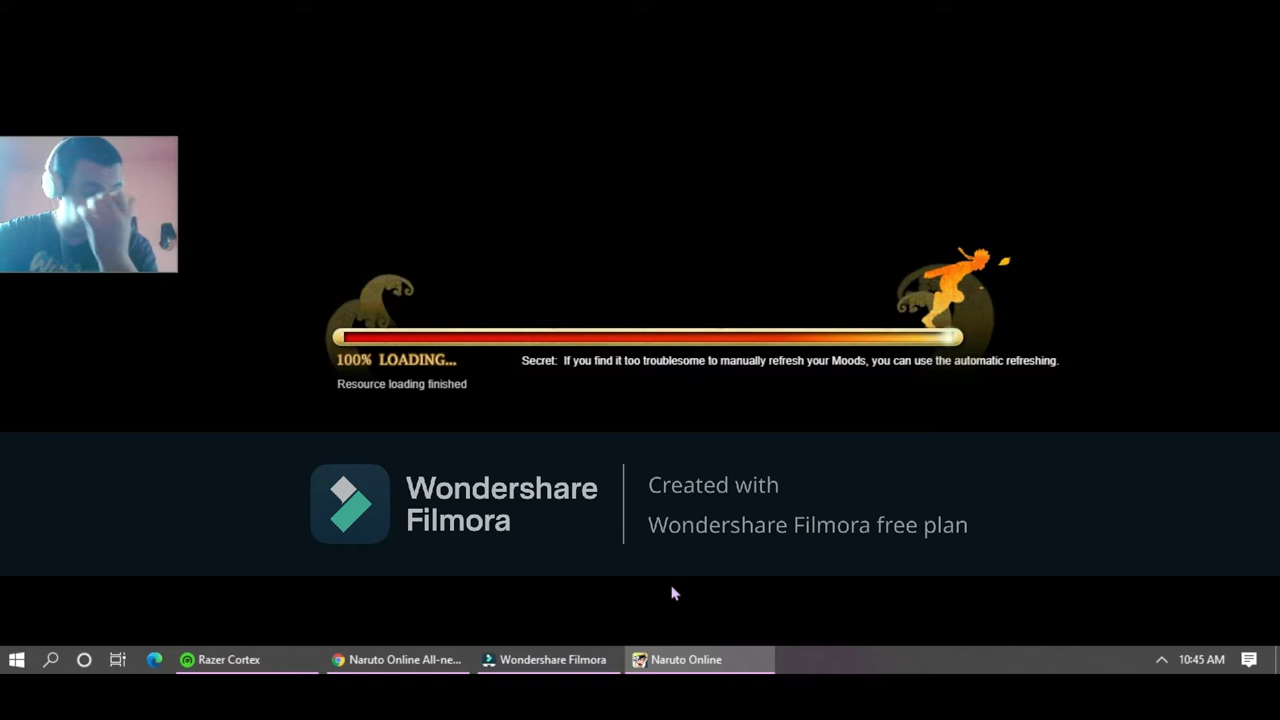 100% LOADING...
Secret: If you find it too troublesome to manually refresh your Moods, you can use the automatic refreshing.
Resource loading finished
Wondershare
Filmora
Created with
Wondershare Filmora free plan
Razer Cortex
Naruto Online All-ne...
Wondershare Filmora
Naruto Online
10:45 AM